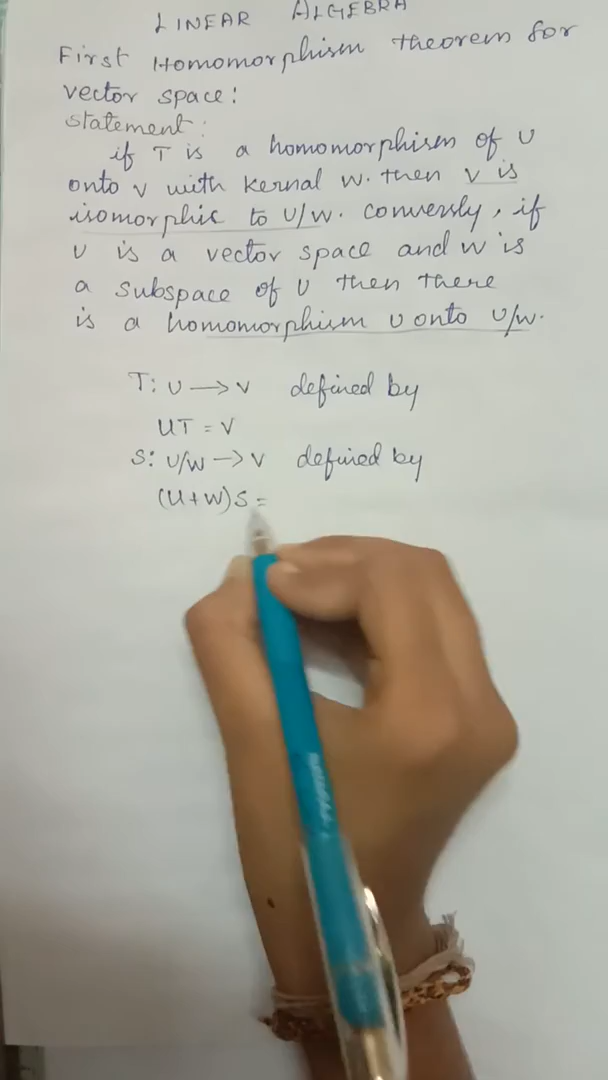 LINEAR ALGEBRA
First Homomorphism theorem for
vector space:
statement:
if T is a homomorphism of U
onto V with kernal W. then V is
isomorphic to U/W. conversly, if
U is a vector space and W is
a subspace of U then there
is a homomorphism U onto U/W.
T: U → V defined by
UT = V
S: U/W → V defined by
(U+W)S =